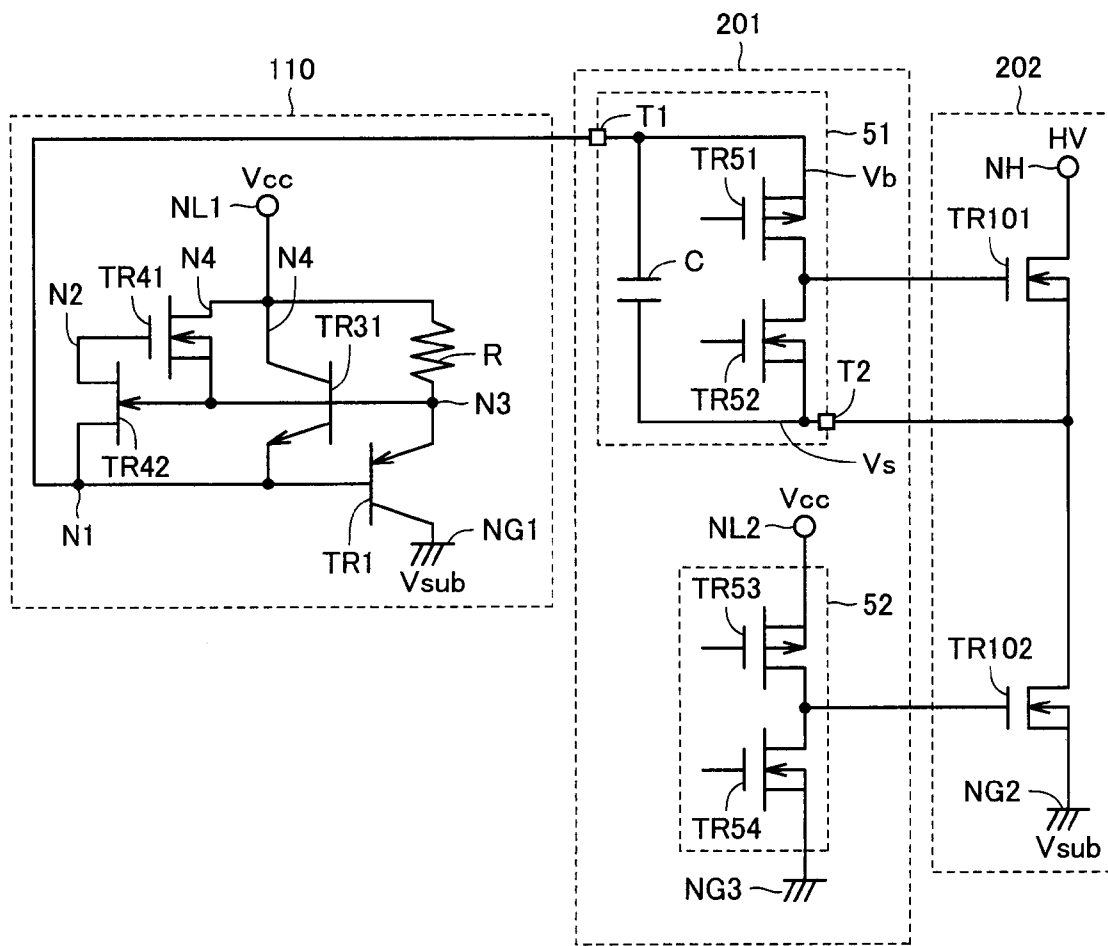 201
110
202
T1
51
HV
TR51
Vb
NH
Vcc
NL1
TR101
N4
TR41
N4
C
N2
TR31
R
T2
TR52
N3
TR42
Vs
Vcc
N1
NL2
NG1
TR1
Vsub
TR53
52
TR102
NG2
TR54
Vsub
NG3